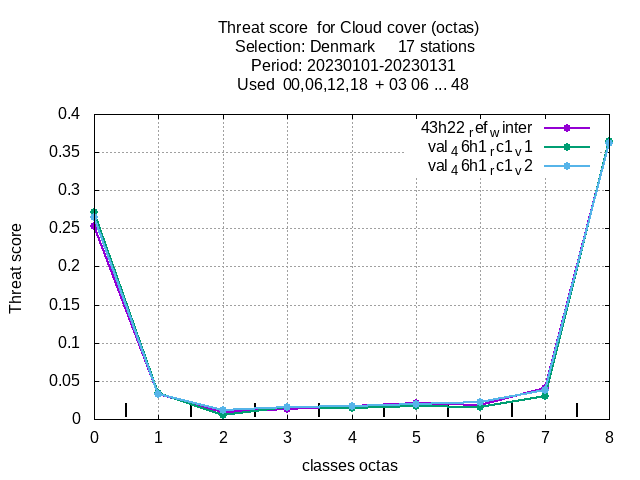 Threat score for Cloud cover (octas)
Selection: Denmark 17 stations
Period: 20230101-20230131
Used 00,06,12,18 + 03 06 ... 48
43h22_ref_winter
val_46h1_rc1_v1
val_46h1_rc1_v2
Threat score
0.4
0.35
0.3
0.25
0.2
0.15
0.1
0.05
0
0 1 2 3 4 5 6 7 8
classes octas